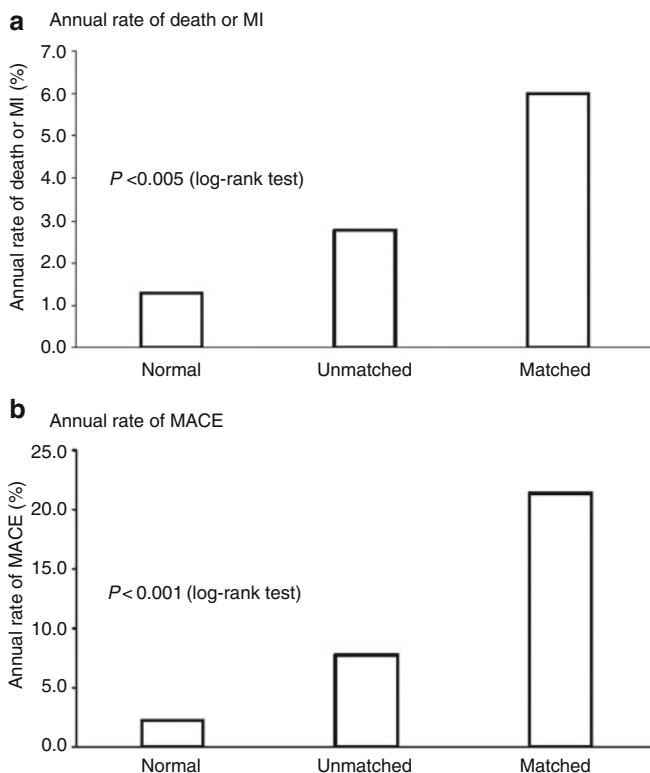 a Annual rate of death or MI
Annual rate of death or MI (%)
7.0
6.0
5.0
4.0
3.0
2.0
1.0
0.0
P <0.005 (log-rank test)
Normal Unmatched Matched
b Annual rate of MACE
Annual rate of MACE (%)
25.0
20.0
15.0
10.0
5.0
0.0
P < 0.001 (log-rank test)
Normal Unmatched Matched